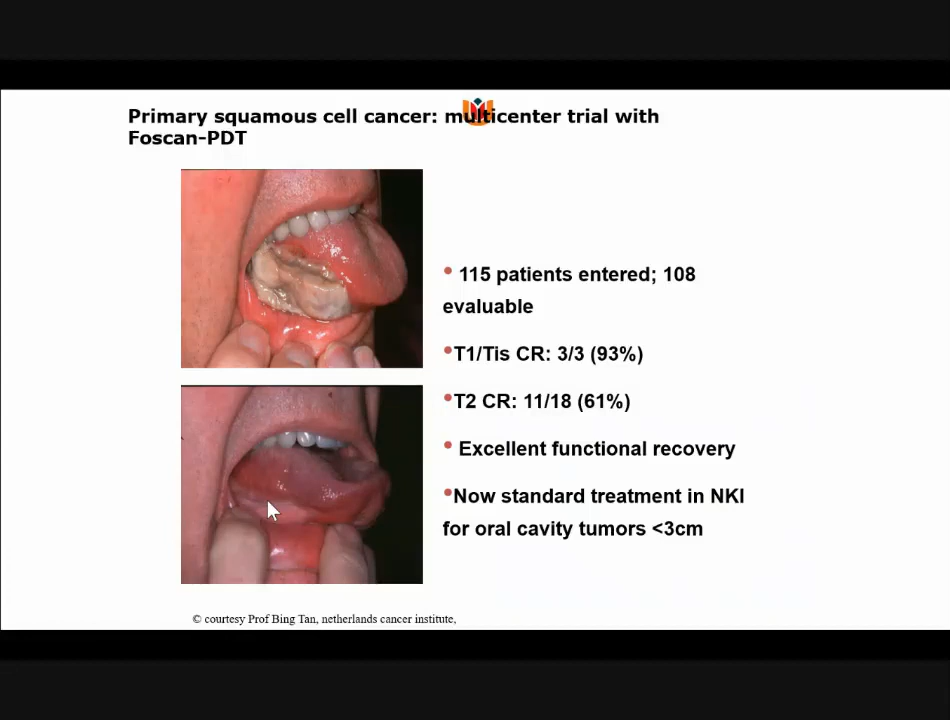 Primary squamous cell cancer: multicenter trial with
Foscan-PDT
• 115 patients entered; 108
evaluable
•T1/Tis CR: 3/3 (93%)
•T2 CR: 11/18 (61%)
• Excellent functional recovery
•Now standard treatment in NKI
for oral cavity tumors <3cm
© courtesy Prof Bing Tan, netherlands cancer institute,